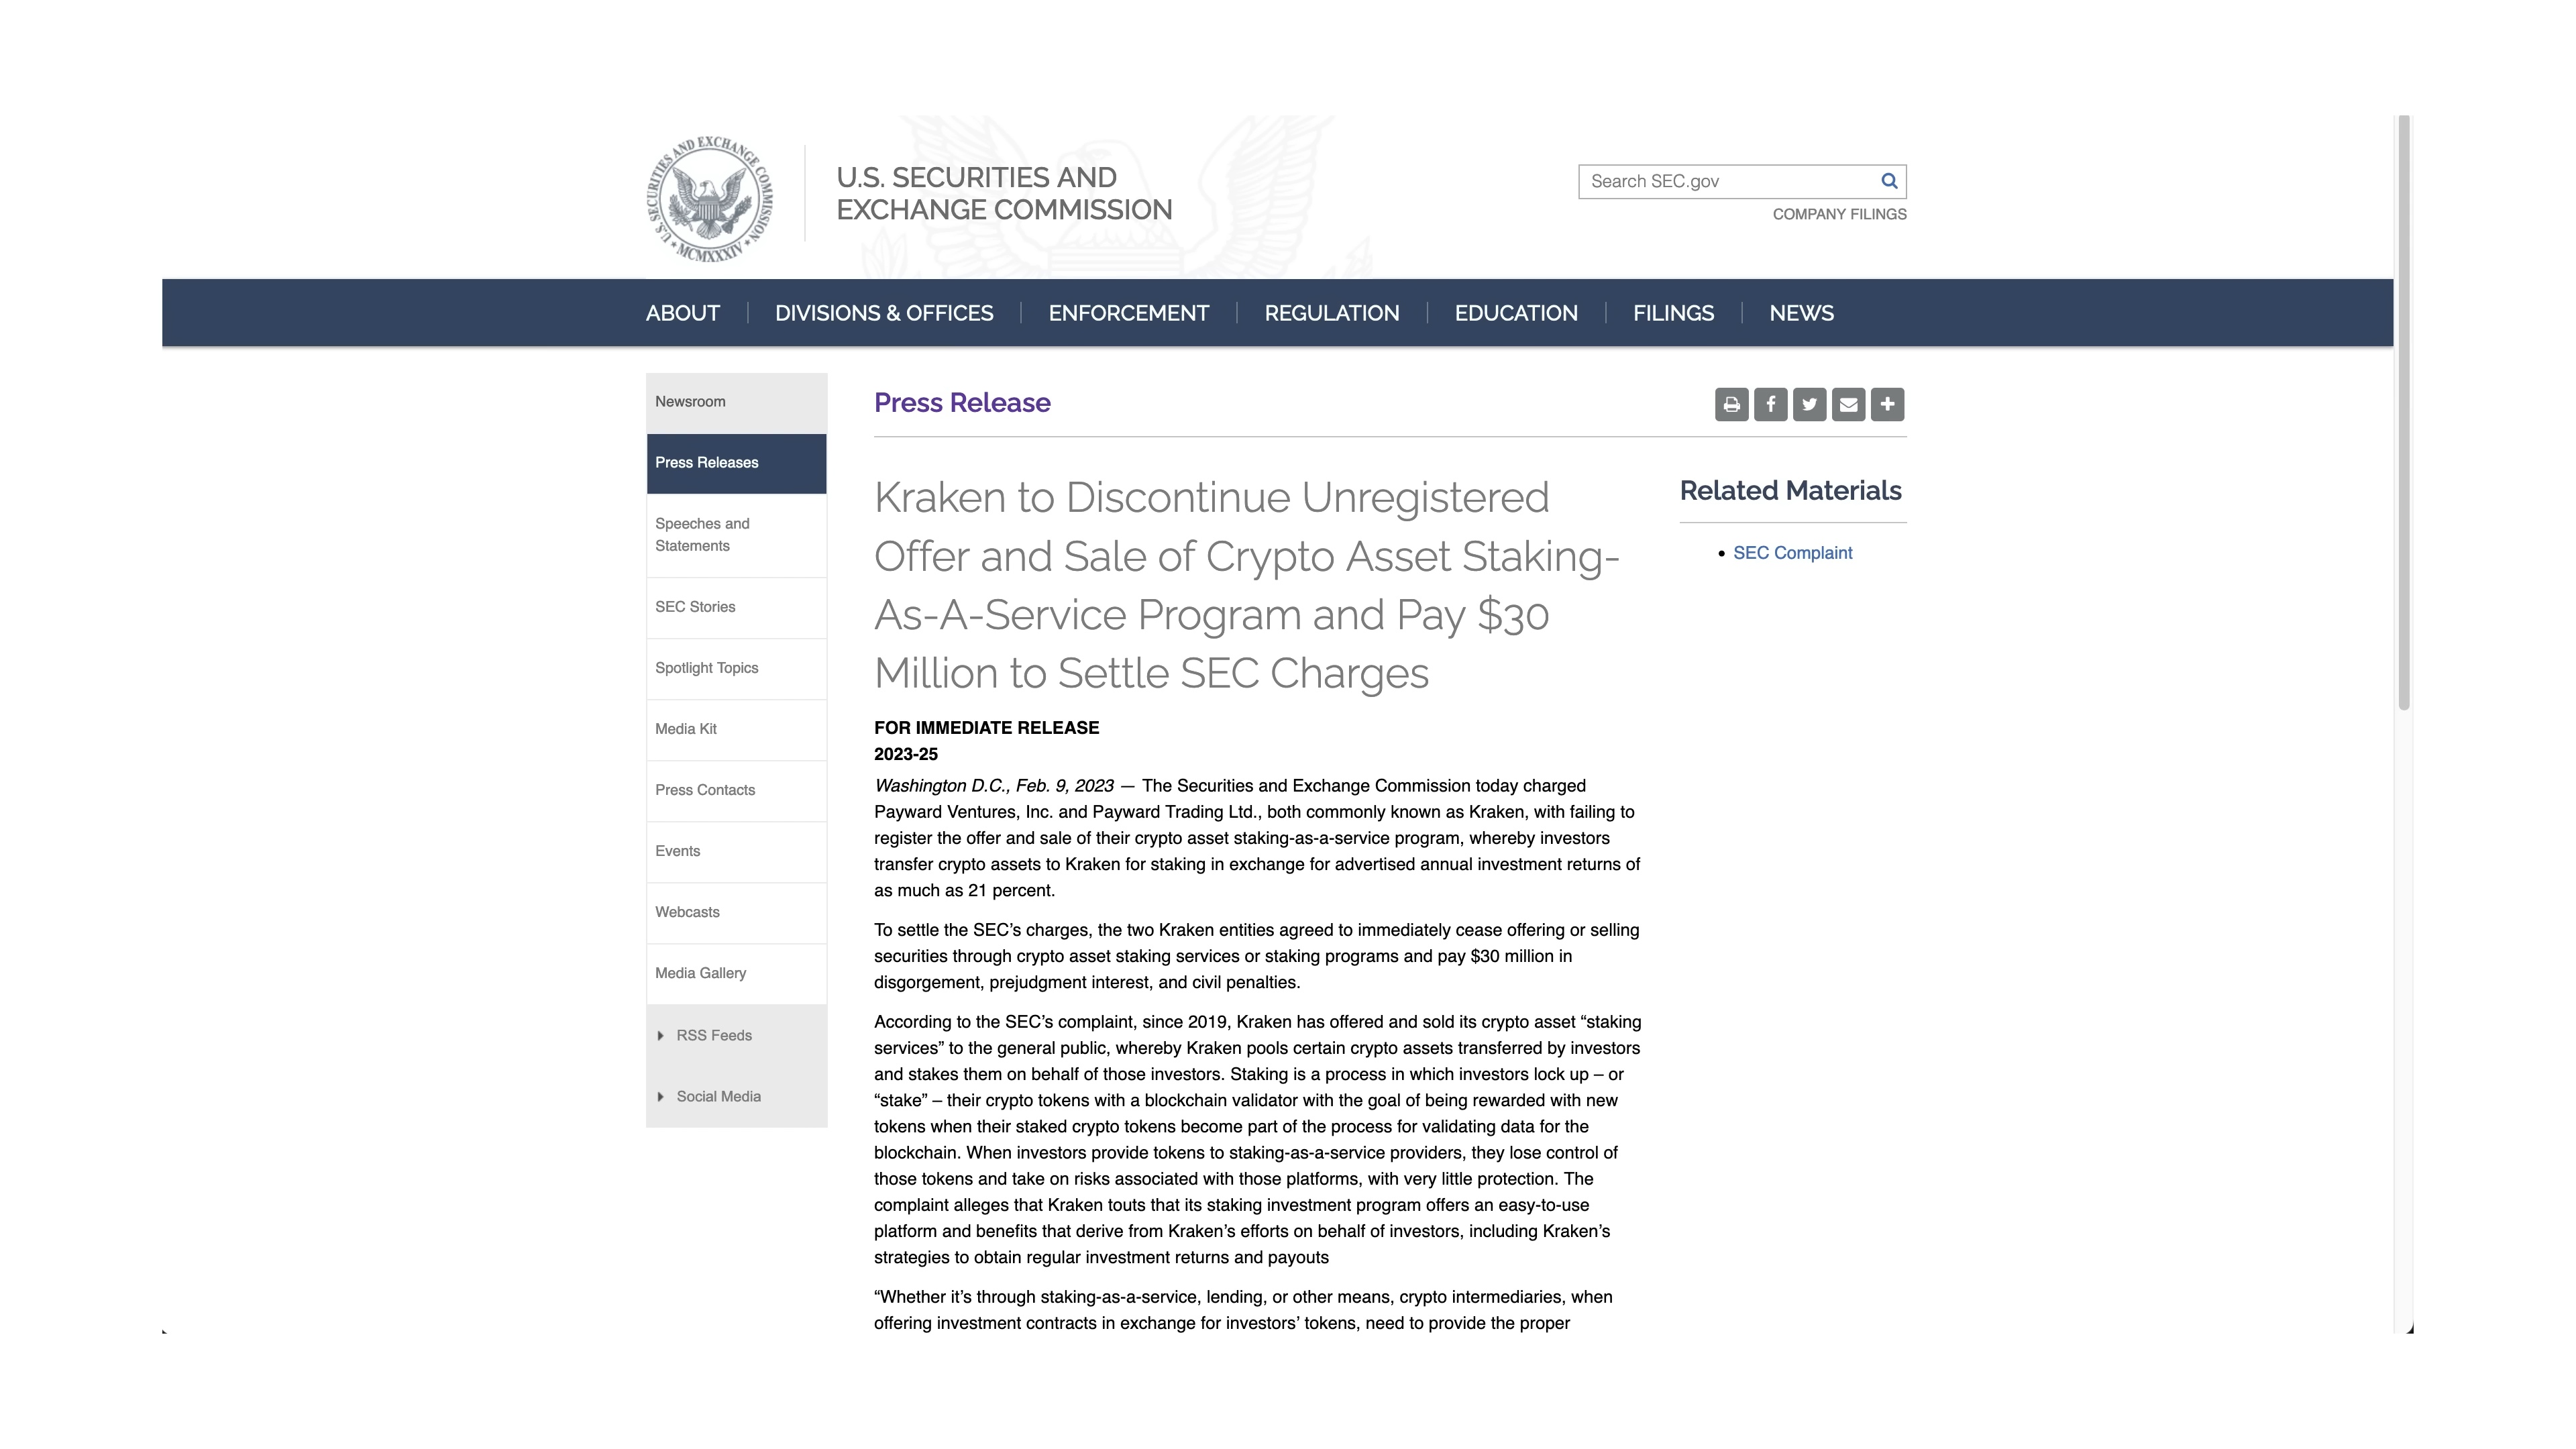 U.S. SECURITIES AND EXCHANGE COMMISSION
MCMXXXIV
U.S. SECURITIES AND
EXCHANGE COMMISSION
Search SEC.gov
COMPANY FILINGS
ABOUT
DIVISIONS & OFFICES
ENFORCEMENT
REGULATION
EDUCATION
FILINGS
NEWS
Newsroom
Press Releases
Speeches and
Statements
SEC Stories
Spotlight Topics
Media Kit
Press Contacts
Events
Webcasts
Media Gallery
RSS Feeds
Social Media
Press Release
Kraken to Discontinue Unregistered
Offer and Sale of Crypto Asset Staking-
As-A-Service Program and Pay $30
Million to Settle SEC Charges
FOR IMMEDIATE RELEASE
2023-25
Washington D.C., Feb. 9, 2023 — The Securities and Exchange Commission today charged
Payward Ventures, Inc. and Payward Trading Ltd., both commonly known as Kraken, with failing to
register the offer and sale of their crypto asset staking-as-a-service program, whereby investors
transfer crypto assets to Kraken for staking in exchange for advertised annual investment returns of
as much as 21 percent.
To settle the SEC’s charges, the two Kraken entities agreed to immediately cease offering or selling
securities through crypto asset staking services or staking programs and pay $30 million in
disgorgement, prejudgment interest, and civil penalties.
According to the SEC’s complaint, since 2019, Kraken has offered and sold its crypto asset “staking
services” to the general public, whereby Kraken pools certain crypto assets transferred by investors
and stakes them on behalf of those investors. Staking is a process in which investors lock up – or
“stake” – their crypto tokens with a blockchain validator with the goal of being rewarded with new
tokens when their staked crypto tokens become part of the process for validating data for the
blockchain. When investors provide tokens to staking-as-a-service providers, they lose control of
those tokens and take on risks associated with those platforms, with very little protection. The
complaint alleges that Kraken touts that its staking investment program offers an easy-to-use
platform and benefits that derive from Kraken’s efforts on behalf of investors, including Kraken’s
strategies to obtain regular investment returns and payouts
“Whether it’s through staking-as-a-service, lending, or other means, crypto intermediaries, when
offering investment contracts in exchange for investors’ tokens, need to provide the proper
Related Materials
SEC Complaint